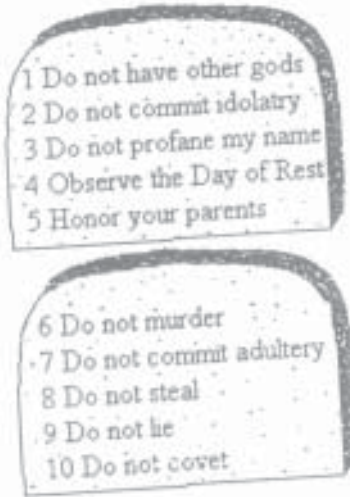 1 Do not have other gods
2 Do not commit idolatry
3 Do not profane my name
4 Observe the Day of Rest
5 Honor your parents
6 Do not murder
7 Do not commit adultery
8 Do not steal
9 Do not lie
10 Do not covet